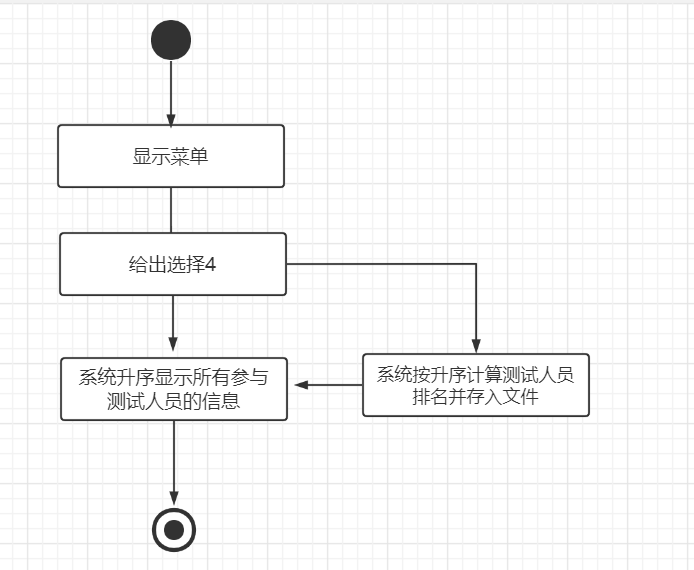 显示菜单
给出选择4
系统升序显示所有参与
测试人员的信息
系统按升序计算测试人员
排名并存入文件